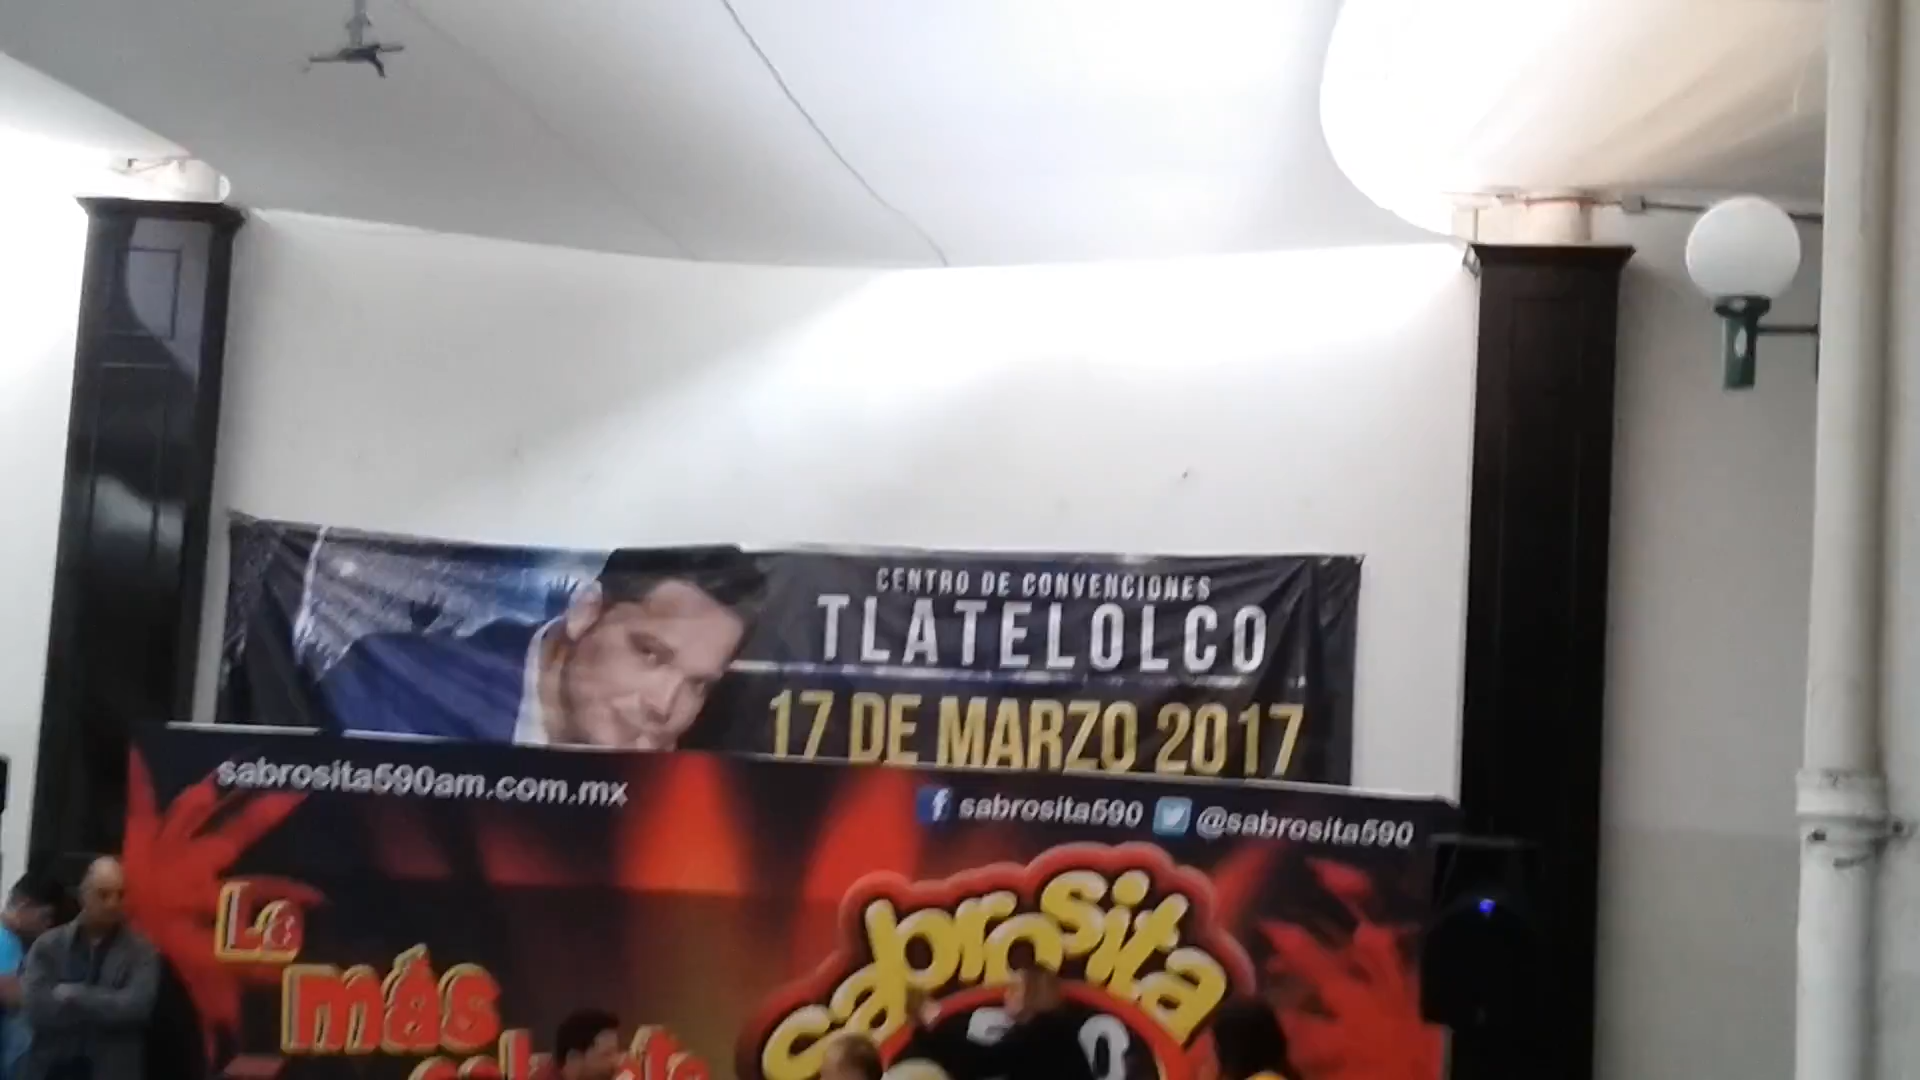 CENTRO DE CONVENCIONES
TLATELOLCO
17 DE MARZO 2017
sabrosita590am.com.mx
sabrosita590 @sabrosita590
La
más
sabrosita